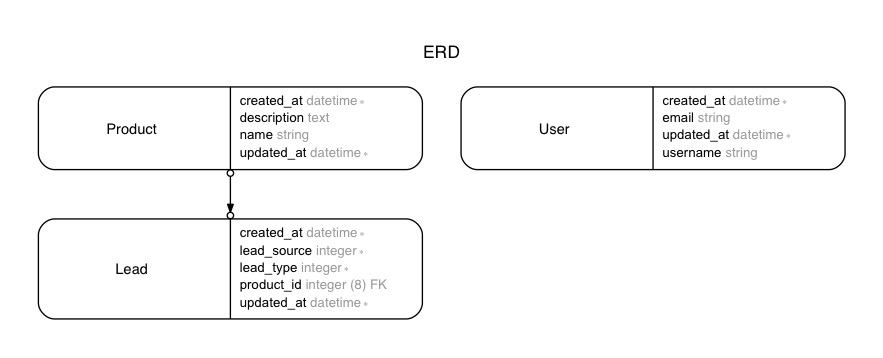 ERD
Product
created_at datetime *
description text
name string
updated_at datetime *
User
created_at datetime *
email string
updated_at datetime *
username string
Lead
created_at datetime *
lead_source integer *
lead_type integer *
product_id integer (8) FK
updated_at datetime *